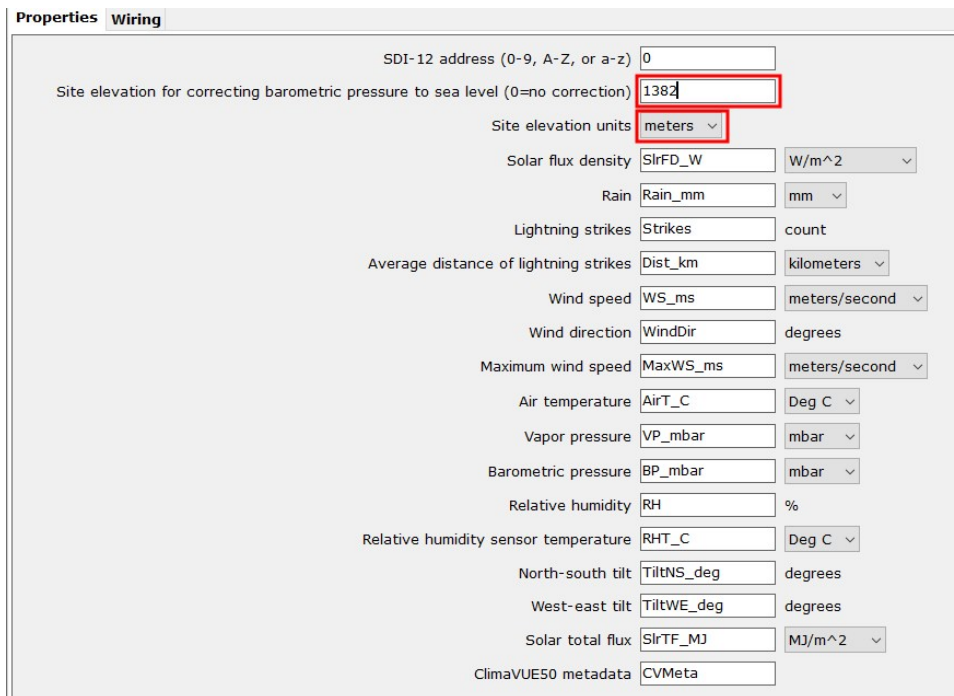 Properties Wiring
SDI-12 address (0-9, A-Z, or a-z) 0
Site elevation for correcting barometric pressure to sea level (0=no correction) 1382
Site elevation units meters
Solar flux density SlrFD_W W/m^2
Rain Rain_mm mm
Lightning strikes Strikes count
Average distance of lightning strikes Dist_km kilometers
Wind speed WS_ms meters/second
Wind direction WindDir degrees
Maximum wind speed MaxWS_ms meters/second
Air temperature AirT_C Deg C
Vapor pressure VP_mbar mbar
Barometric pressure BP_mbar mbar
Relative humidity RH %
Relative humidity sensor temperature RHT_C Deg C
North-south tilt TiltNS_deg degrees
West-east tilt TiltWE_deg degrees
Solar total flux SlrTF_MJ MJ/m^2
ClimaVUE50 metadata CVMeta